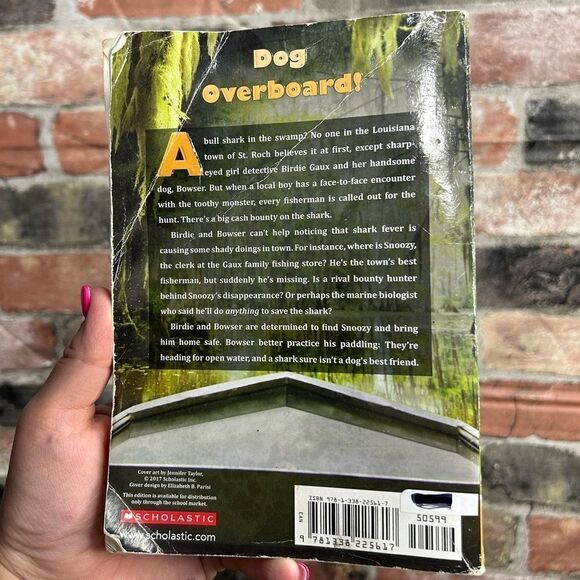 Dog
Overboard!
A bull shark in the swamp? No one in the Louisiana
town of St. Roch believes it at first, except sharp-
eyed girl detective Birdie Gaux and her handsome
dog, Bowser. But when a local boy has a face-to-face encounter
with the toothy monster, every fisherman is called out for the
hunt. There's a big cash bounty on the shark.
Birdie and Bowser can't help noticing that shark fever is
causing some shady doings in town. For instance, where is Snoozy,
the clerk at the Gaux family fishing store? He's the town's best
fisherman, but suddenly he's missing. Is a rival bounty hunter
behind Snoozy's disappearance? Or perhaps the marine biologist
who said he'll do anything to save the shark?
Birdie and Bowser are determined to find Snoozy and bring
him home safe. Bowser better practice his paddling: They're
heading for open water, and a shark sure isn't a dog's best friend.
Cover art by Jennifer Taylor,
© 2017 Scholastic Inc.
Cover design by Elizabeth B. Parisi
This edition is available for distribution
only through the school market.
SCHOLASTIC
www.scholastic.com
ISBN 978-1-338-22561-7
CAN
50599
9 781338 225617